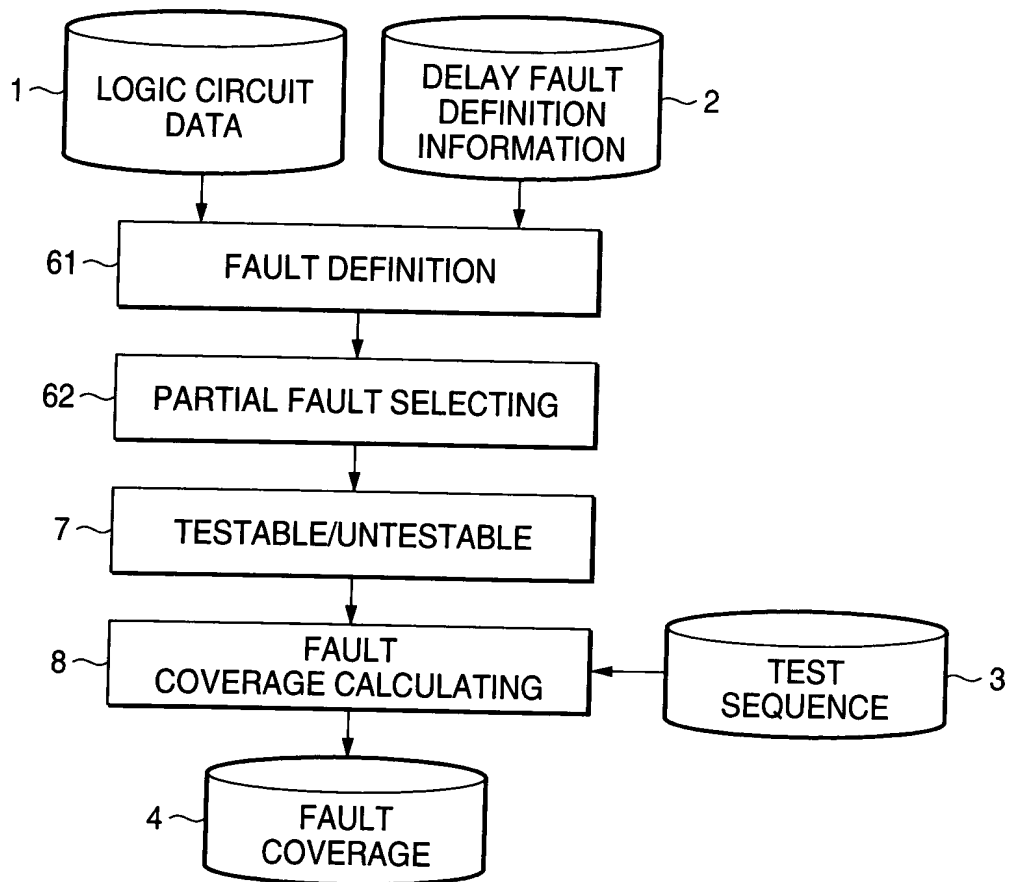 1
LOGIC CIRCUIT
DATA
DELAY FAULT
DEFINITION
INFORMATION
2
61
FAULT DEFINITION
62
PARTIAL FAULT SELECTING
7
TESTABLE/UNTESTABLE
8
FAULT
COVERAGE CALCULATING
TEST
SEQUENCE
3
4
FAULT
COVERAGE